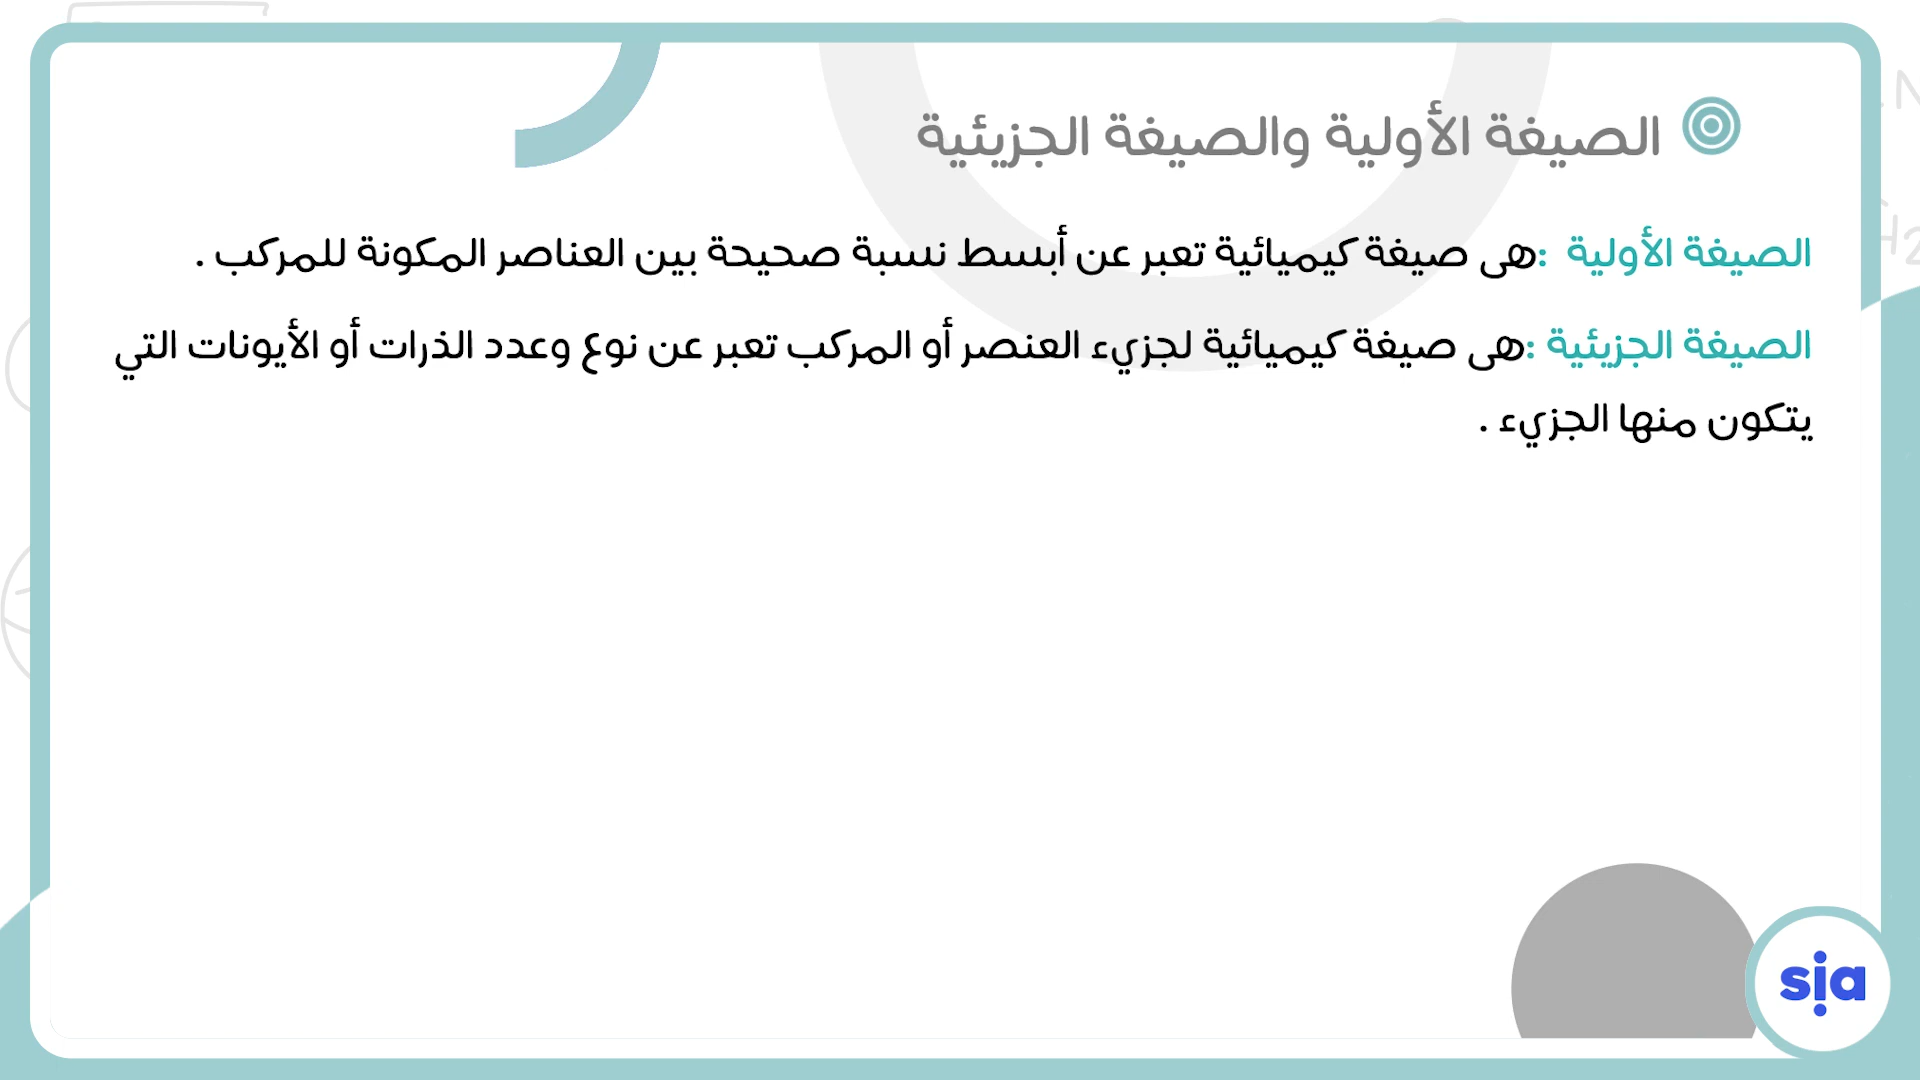 الصيغة الأولية والصيغة الجزيئية
الصيغة الأولية :هى صيغة كيميائية تعبر عن أبسط نسبة صحيحة بين العناصر المكونة للمركب .
الصيغة الجزيئية :هى صيغة كيميائية لجزيء العنصر أو المركب تعبر عن نوع وعدد الذرات أو الأيونات التي
يتكون منها الجزيء .
sia